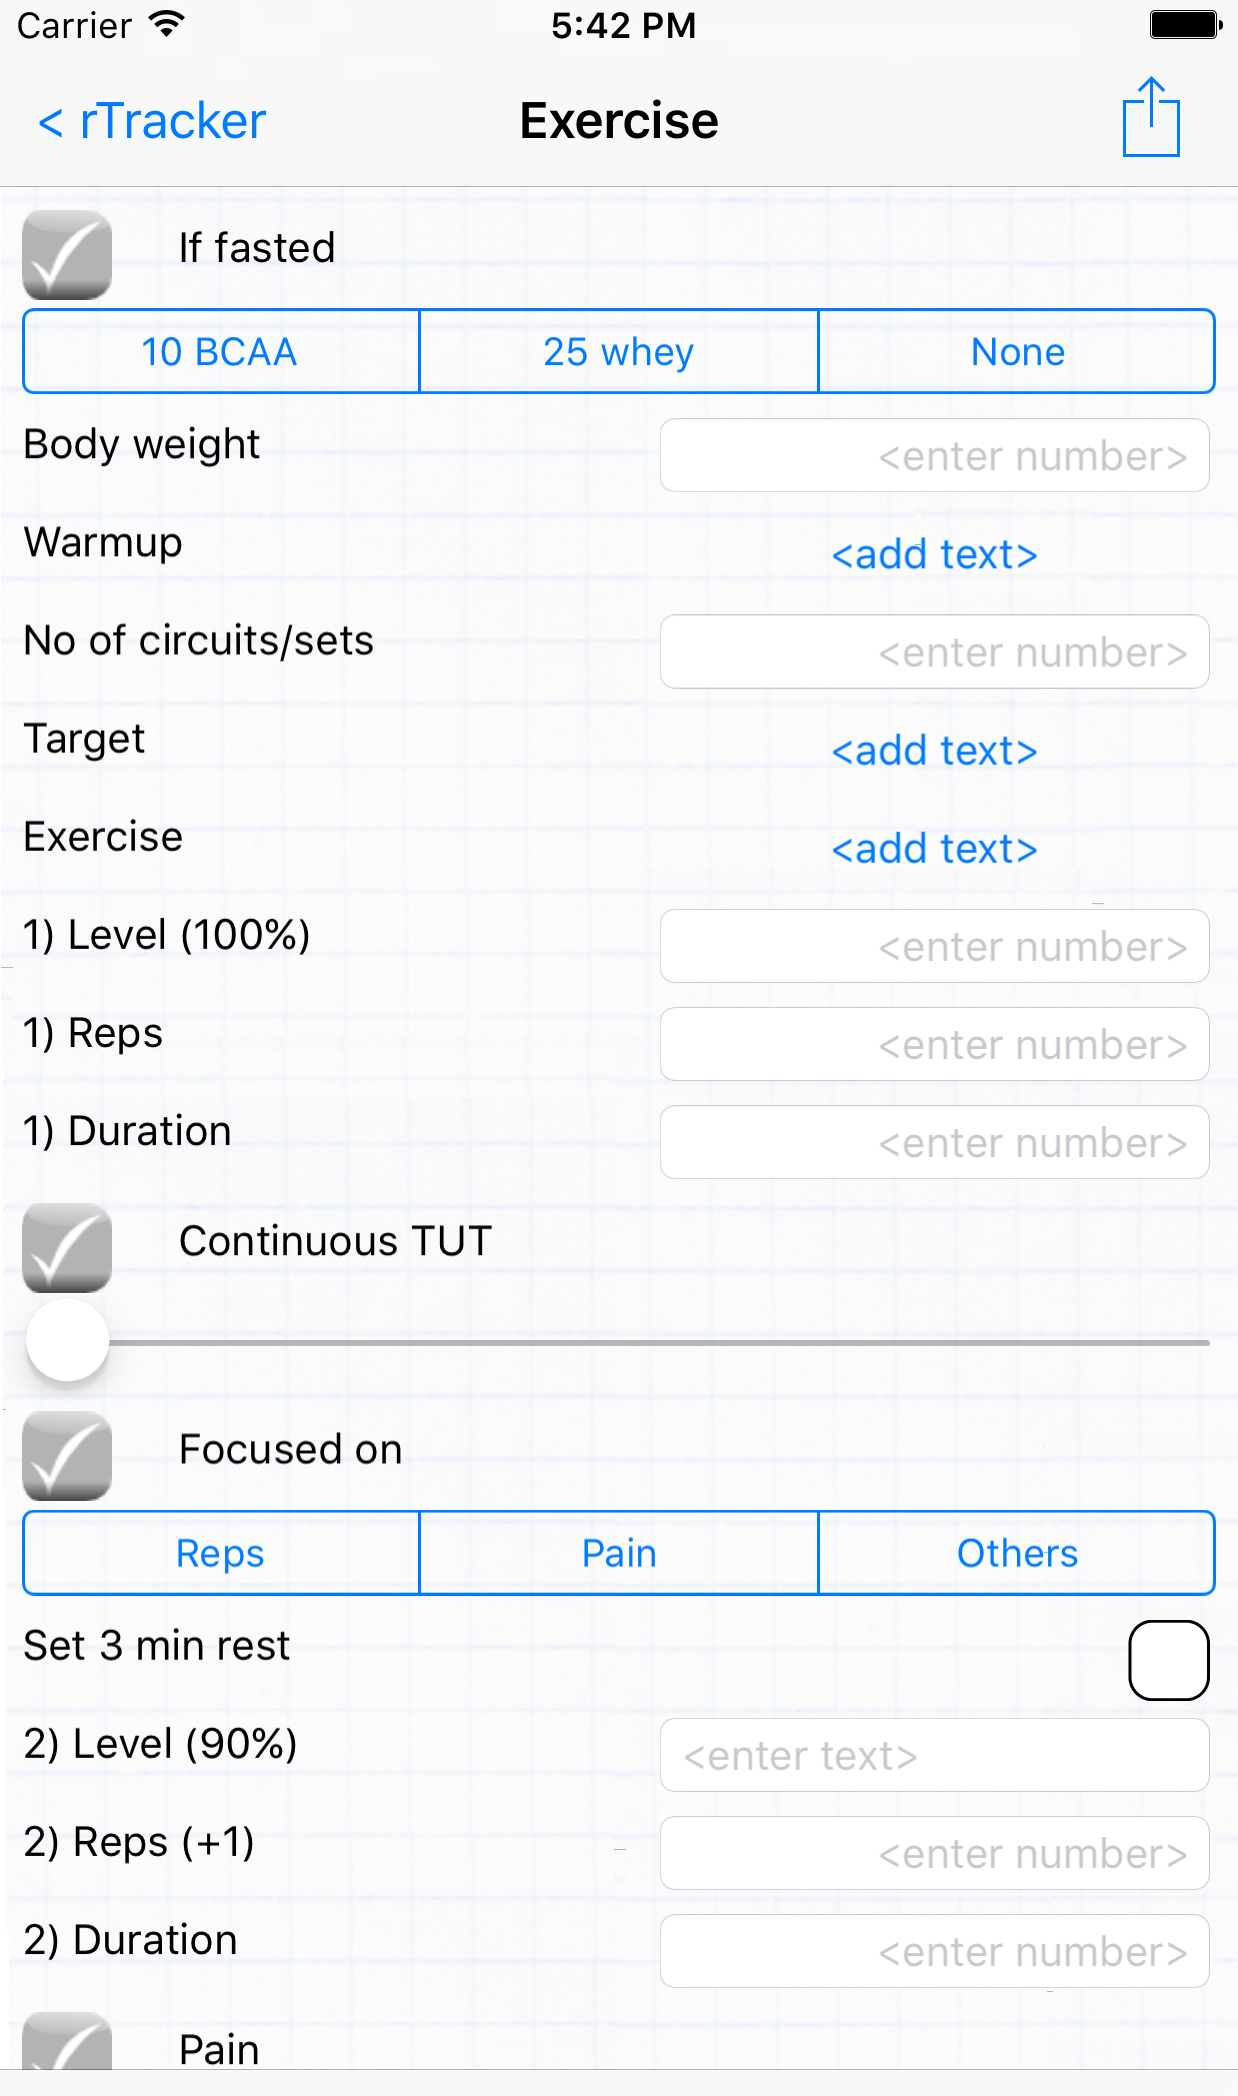 Carrier 5:42 PM
< rTracker Exercise
If fasted
10 BCAA 25 whey None
Body weight <enter number>
Warmup <add text>
No of circuits/sets <enter number>
Target <add text>
Exercise <add text>
1) Level (100%) <enter number>
1) Reps <enter number>
1) Duration <enter number>
Continuous TUT
Focused on
Reps Pain Others
Set 3 min rest
2) Level (90%) <enter text>
2) Reps (+1) <enter number>
2) Duration <enter number>
Pain